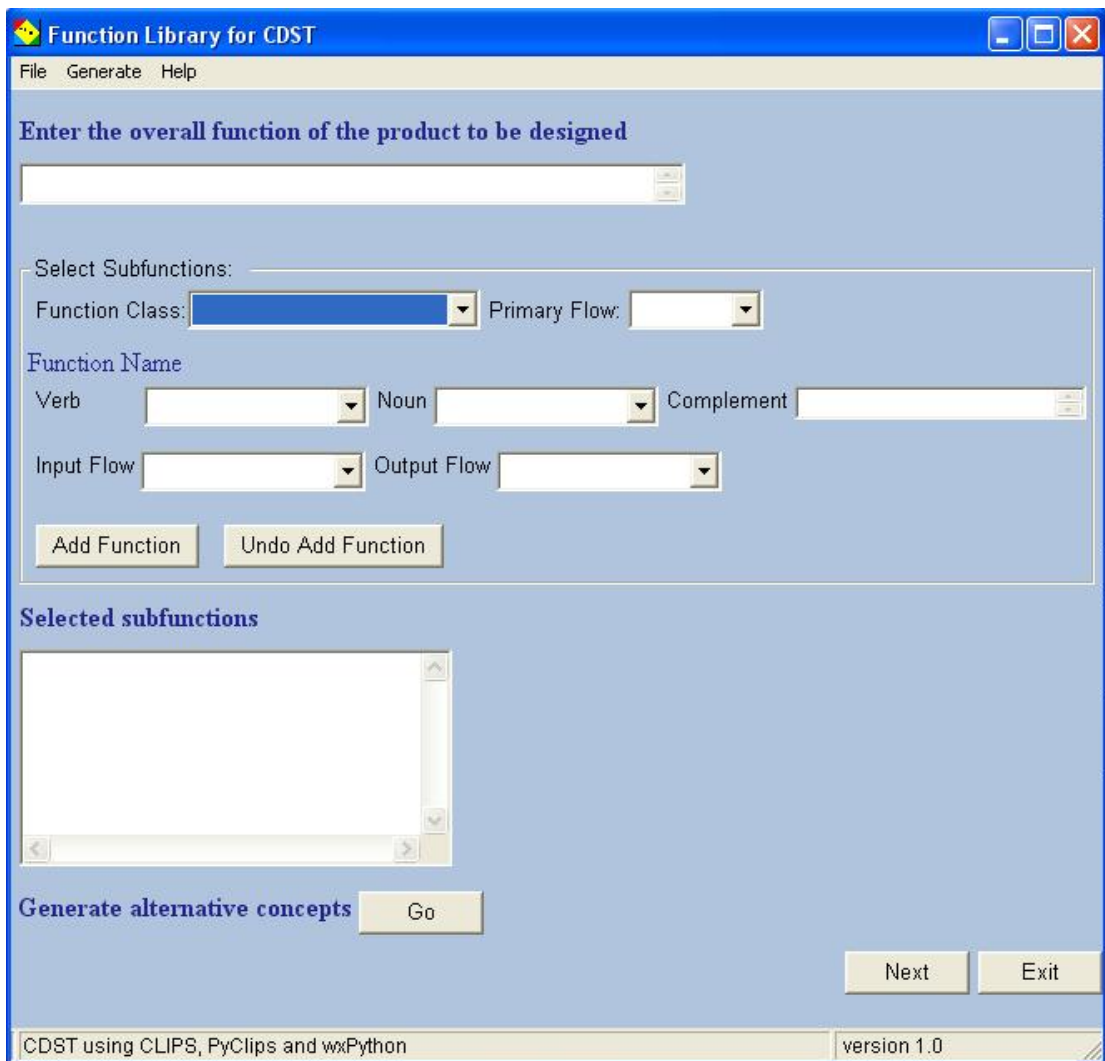 Function Library for CDST
File Generate Help
Enter the overall function of the product to be designed
Select Subfunctions:
Function Class: Primary Flow:
Function Name
Verb Noun Complement
Input Flow Output Flow
Add Function Undo Add Function
Selected subfunctions
Generate alternative concepts Go
Next Exit
CDST using CLIPS, PyClips and wxPython version 1.0